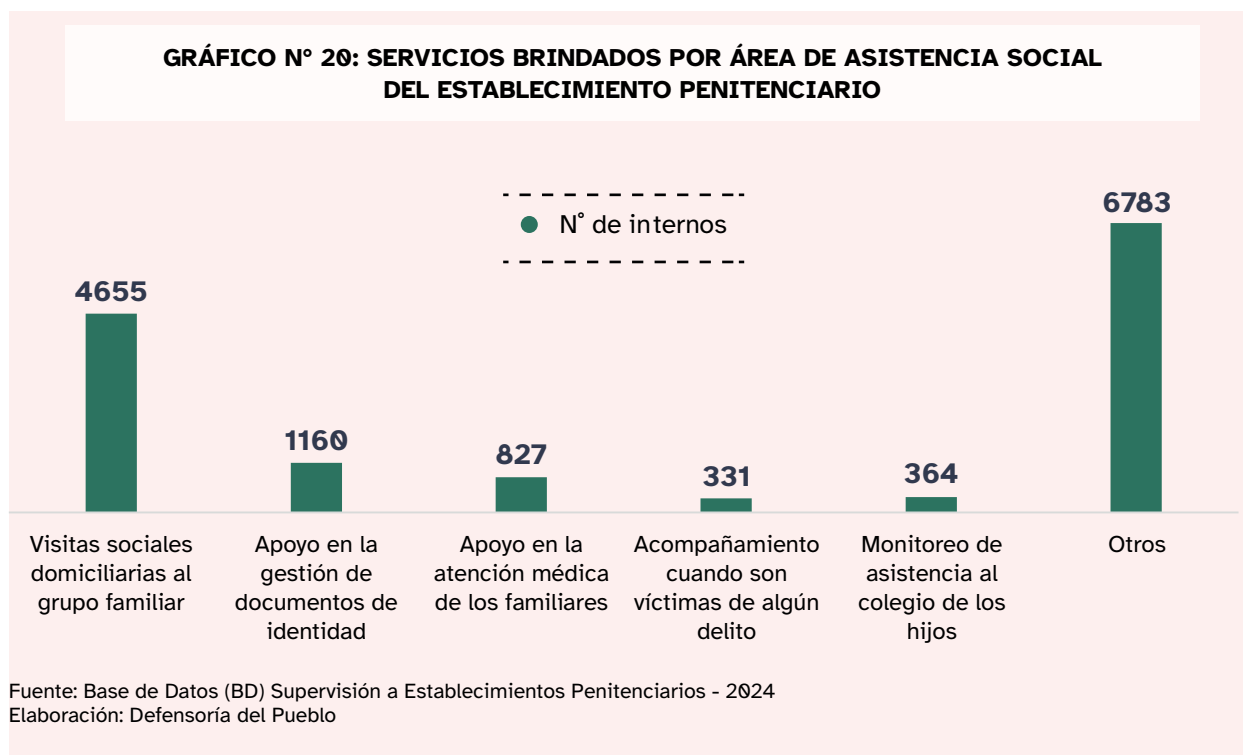 GRÁFICO N° 20: SERVICIOS BRINDADOS POR ÁREA DE ASISTENCIA SOCIAL
DEL ESTABLECIMIENTO PENITENCIARIO
N° de internos
4655
1160
827
331
364
6783
Visitas sociales
domiciliarias al
grupo familiar
Apoyo en la
gestión de
documentos de
identidad
Apoyo en la
atención médica
de los familiares
Acompañamiento
cuando son
víctimas de algún
delito
Monitoreo de
asistencia al
colegio de los
hijos
Otros
Fuente: Base de Datos (BD) Supervisión a Establecimientos Penitenciarios - 2024
Elaboración: Defensoría del Pueblo